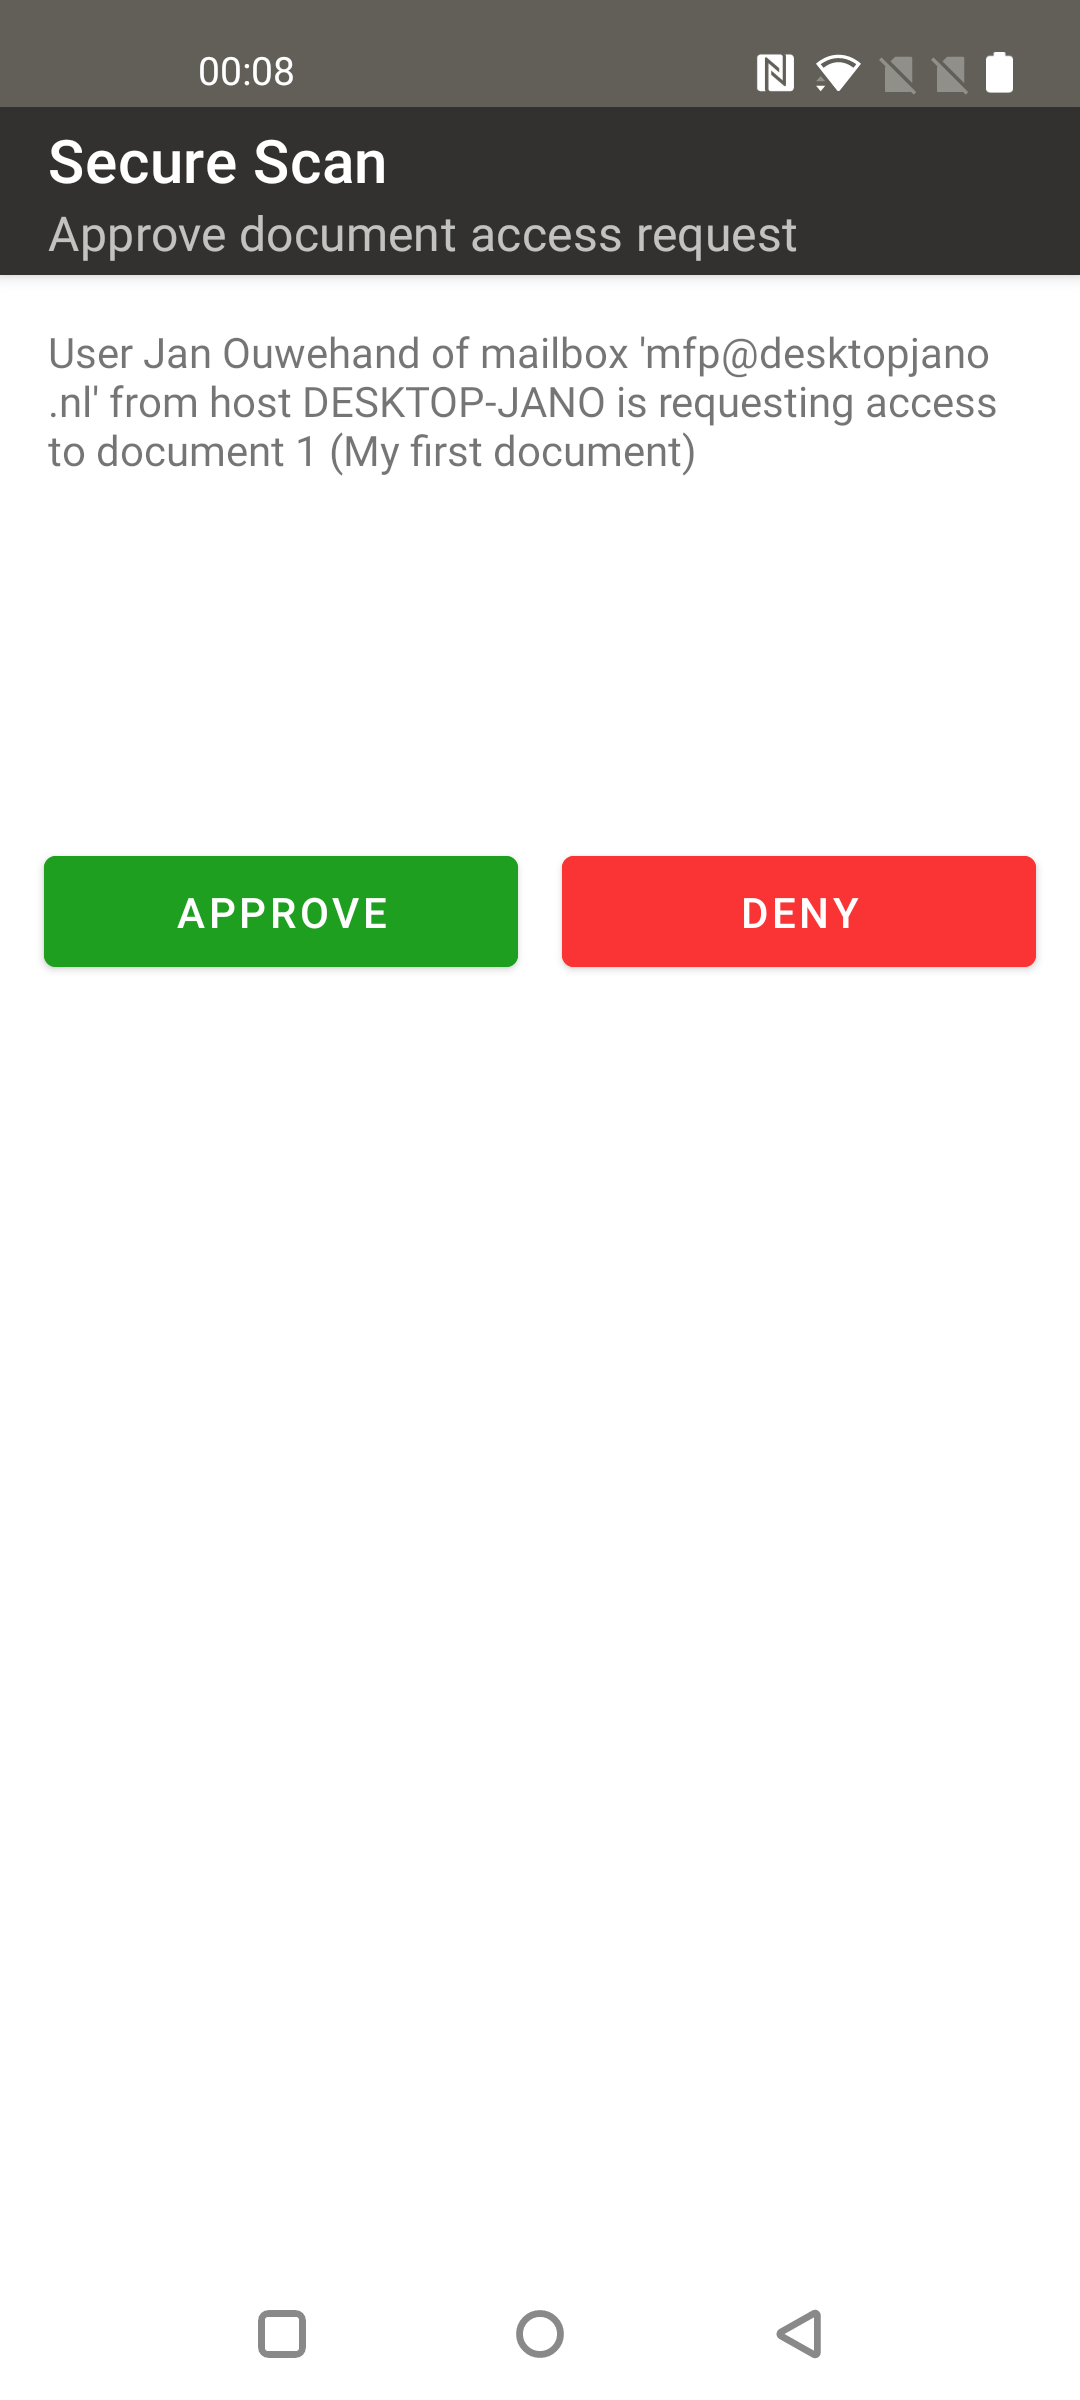 00:08
Secure Scan
Approve document access request
User Jan Ouwehand of mailbox 'mfp@desktopjano
.nl' from host DESKTOP-JANO is requesting access
to document 1 (My first document)
APPROVE DENY